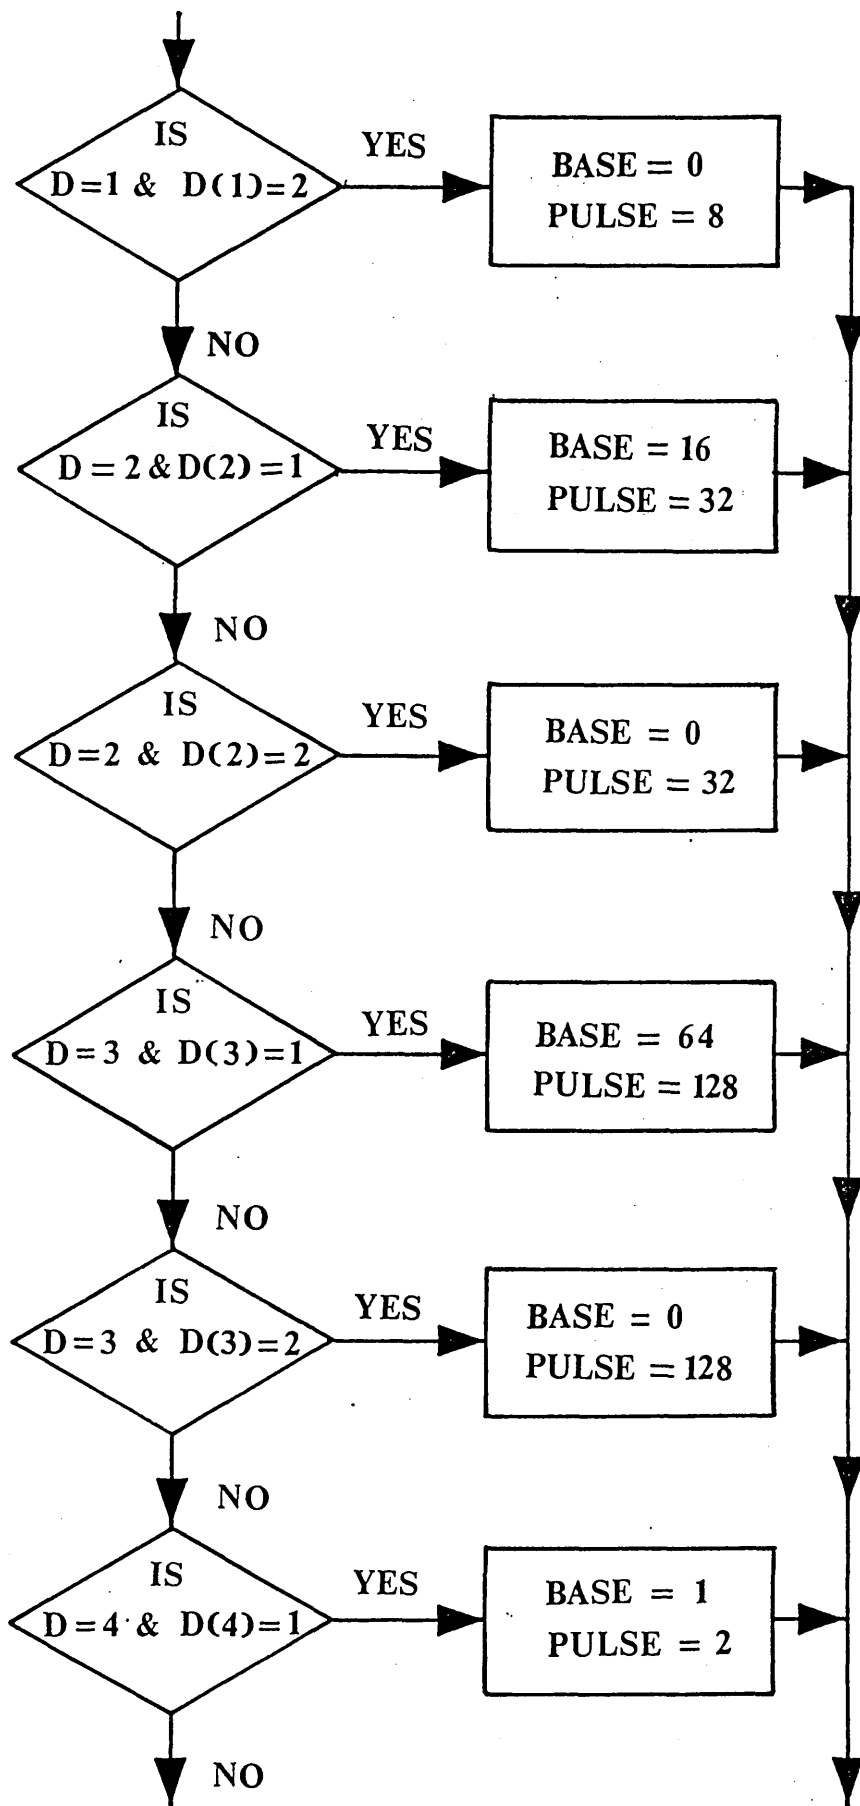 IS
D=1 & D(1)=2
YES
BASE = 0
PULSE = 8
NO
IS
D=2&D(2)=1
YES
BASE = 16
PULSE = 32
NO
IS
D=2 & D(2)=2
YES
BASE = 0
PULSE = 32
NO
IS
D=3 & D(3)=1
YES
BASE = 64
PULSE = 128
NO
IS
D=3 & D(3)=2
YES
BASE = 0
PULSE = 128
NO
IS
D=4 & D(4)=1
YES
BASE = 1
PULSE = 2
NO